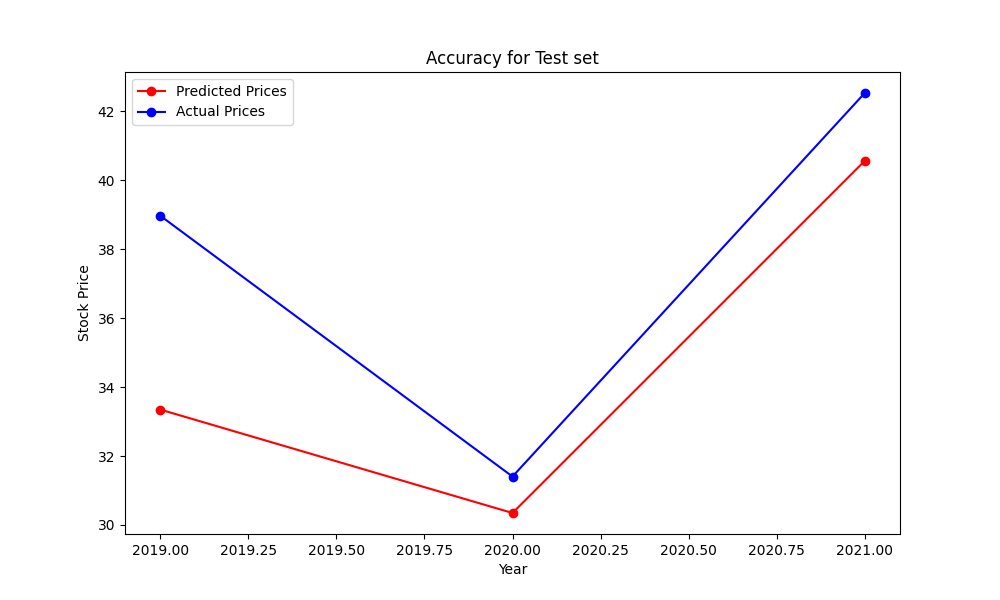 Accuracy for Test set
Predicted Prices
Actual Prices
42
40
38
36
34
32
30
Stock Price
2019.00 2019.25 2019.50 2019.75 2020.00 2020.25 2020.50 2020.75 2021.00
Year